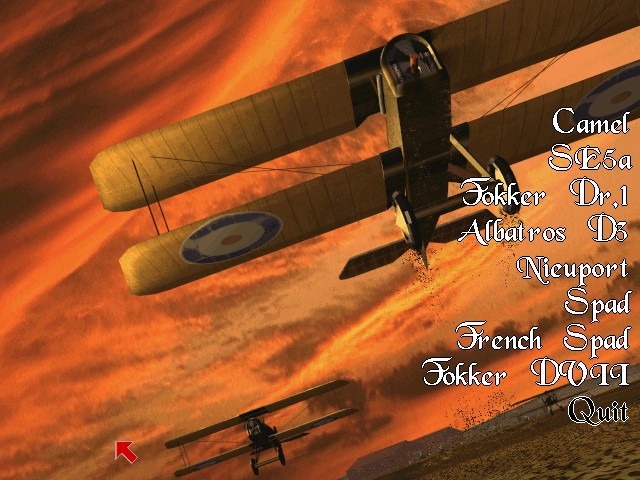 Camel
SE5a
Fokker Dr,1
Albatros D3
Nieuport
Spad
French Spad
Fokker DVII
Quit